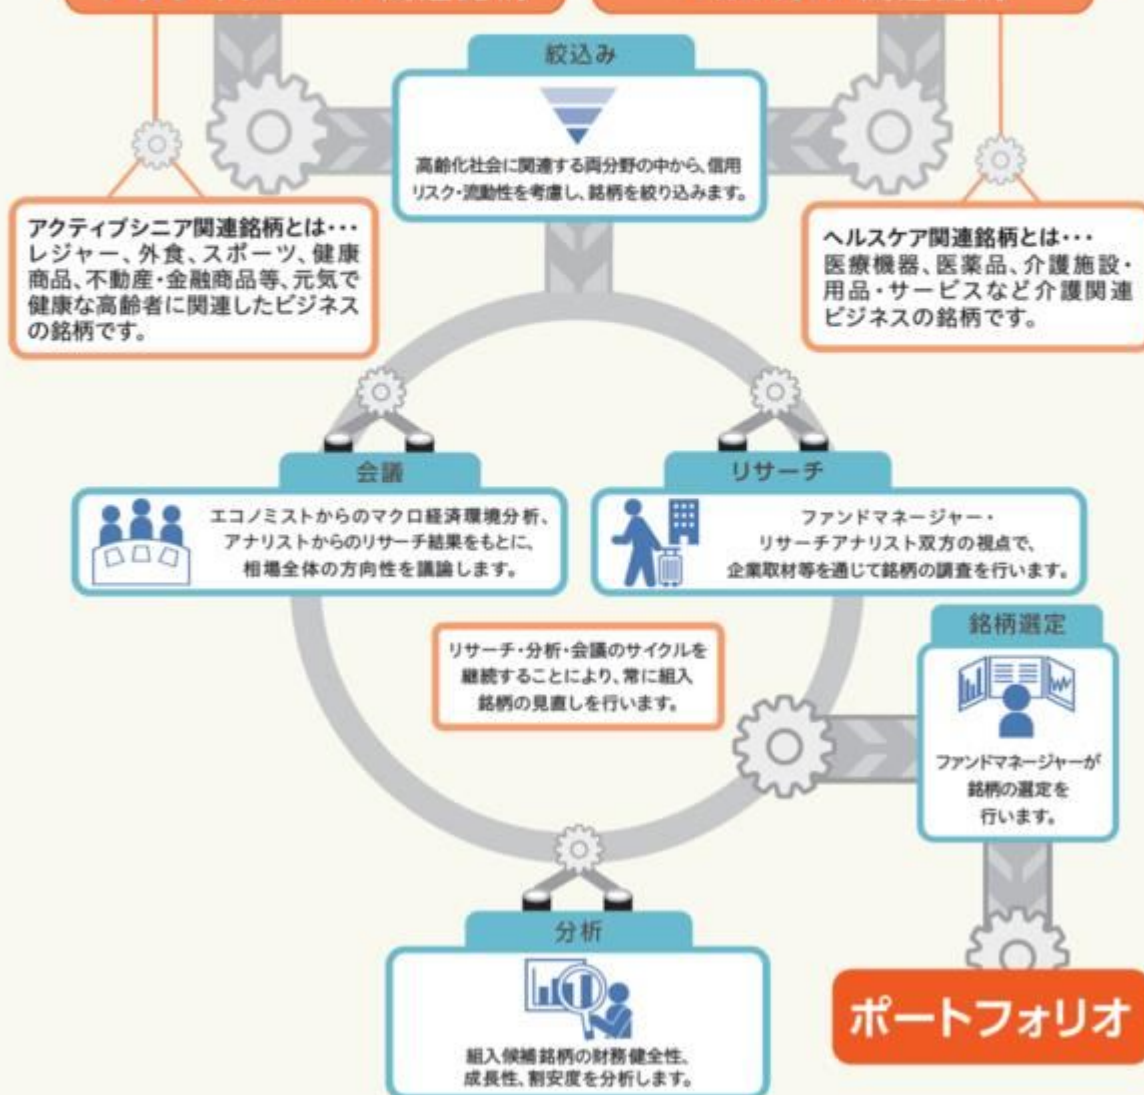 絞込み
高齢化社会に関連する両分野の中から、信用
リスク・流動性を考慮し、銘柄を絞り込みます。
アクティブシニア関連銘柄とは・・・
レジャー、外食、スポーツ、健康
商品、不動産・金融商品等、元気で
健康な高齢者に関連したビジネス
の銘柄です。
ヘルスケア関連銘柄とは・・・
医療機器、医薬品、介護施設・
用品・サービスなど介護関連
ビジネスの銘柄です。
会議
エコノミストからのマクロ経済環境分析、
アナリストからのリサーチ結果をもとに、
相場全体の方向性を議論します。
リサーチ
ファンドマネージャー・
リサーチアナリスト双方の視点で、
企業取材等を通じて銘柄の調査を行います。
リサーチ・分析・会議のサイクルを
継続することにより、常に組入
銘柄の見直しを行います。
銘柄選定
ファンドマネージャーが
銘柄の選定を
行います。
分析
組入候補銘柄の財務健全性、
成長性、割安度を分析します。
ポートフォリオ